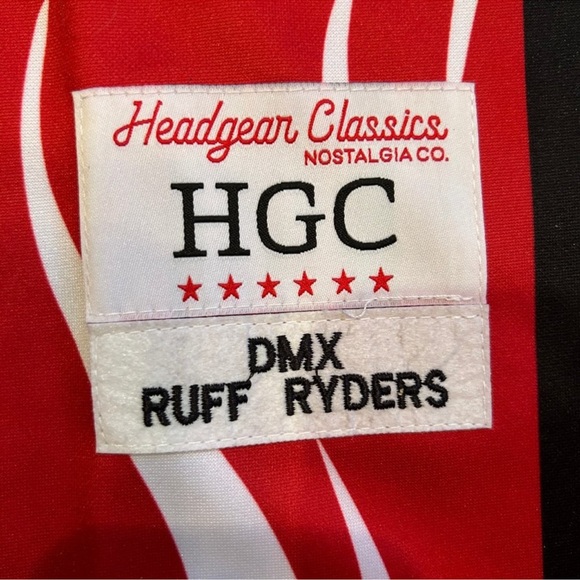 Headgear Classics
NOSTALGIA CO.
HGC
DMX
RUFF RYDERS